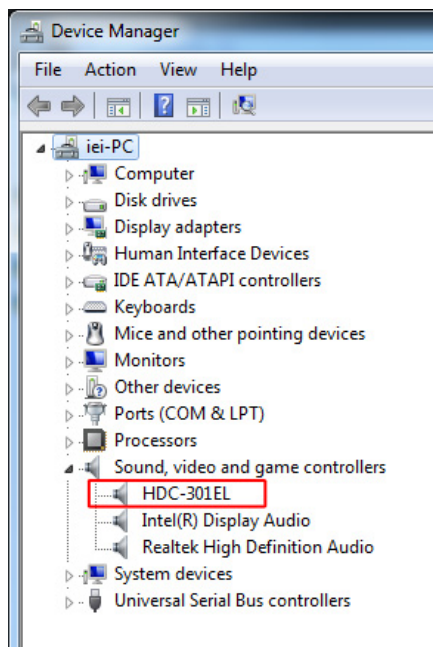 Device Manager
File Action View Help
iei-PC
Computer
Disk drives
Display adapters
Human Interface Devices
IDE ATA/ATAPI controllers
Keyboards
Mice and other pointing devices
Monitors
Other devices
Ports (COM & LPT)
Processors
Sound, video and game controllers
HDC-301EL
Intel(R) Display Audio
Realtek High Definition Audio
System devices
Universal Serial Bus controllers